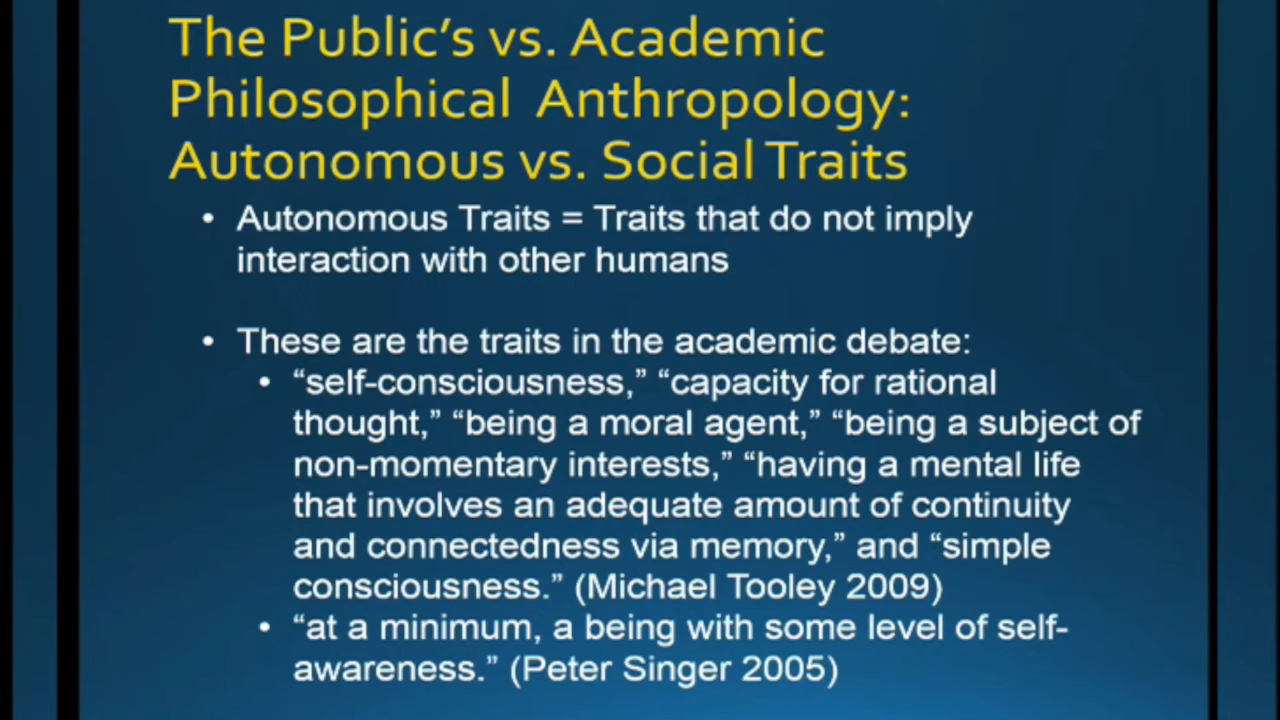 The Public’s vs. Academic
Philosophical Anthropology:
Autonomous vs. Social Traits
• Autonomous Traits = Traits that do not imply
interaction with other humans
• These are the traits in the academic debate:
• “self-consciousness,” “capacity for rational
thought,” “being a moral agent,” “being a subject of
non-momentary interests,” “having a mental life
that involves an adequate amount of continuity
and connectedness via memory,” and “simple
consciousness.” (Michael Tooley 2009)
• “at a minimum, a being with some level of self-
awareness.” (Peter Singer 2005)